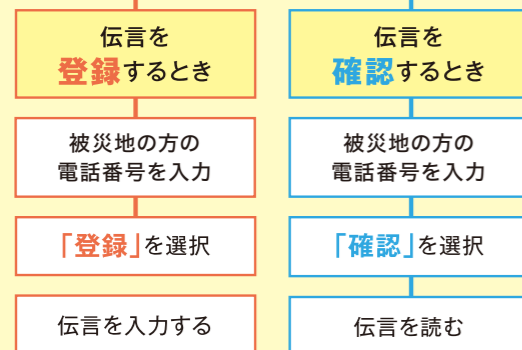 伝言を
登録するとき
被災地の方の
電話番号を入力
「登録」を選択
伝言を入力する
伝言を
確認するとき
被災地の方の
電話番号を入力
「確認」を選択
伝言を読む